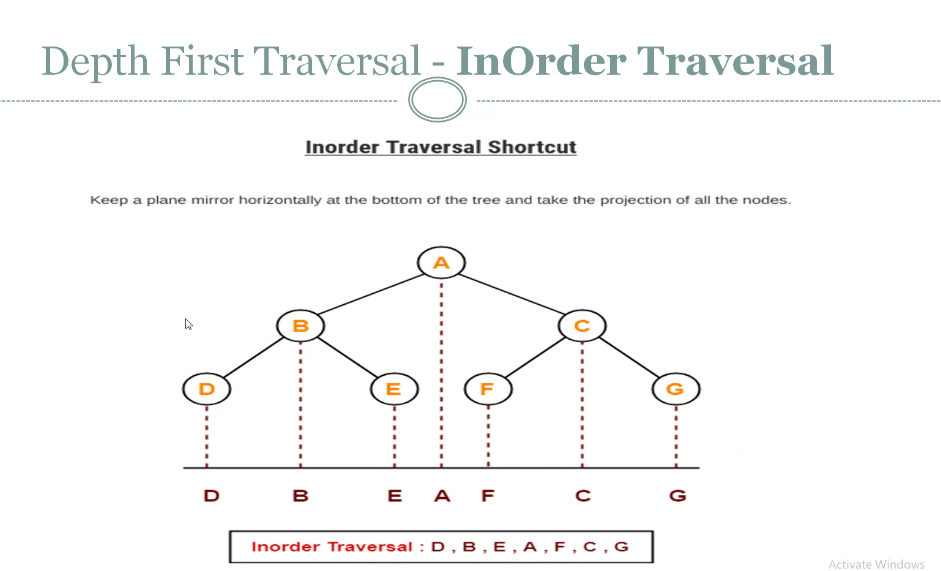 Depth First Traversal - InOrder Traversal
Inorder Traversal Shortcut
Keep a plane mirror horizontally at the bottom of the tree and take the projection of all the nodes.
A
B C
D E F G
D B E A F C G
Inorder Traversal : D , B , E , A , F , C , G
Activate Windows